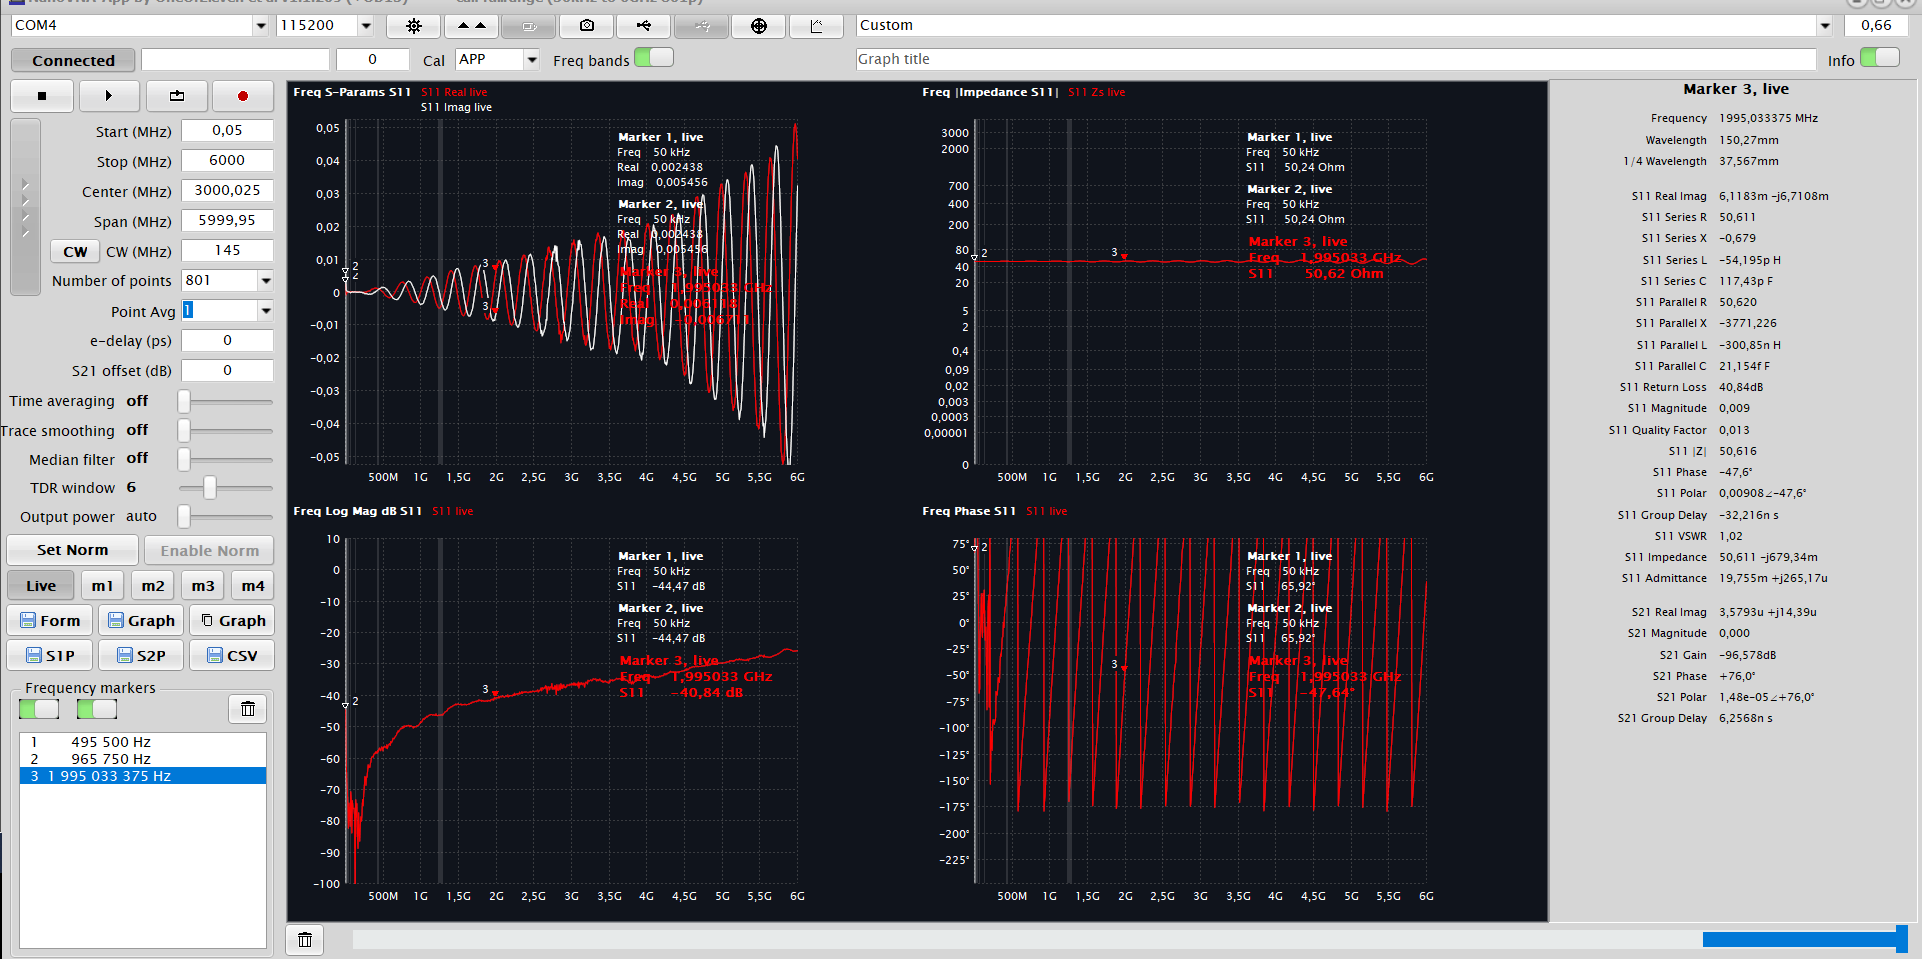 COM4 115200 Custom 0,66
Connected 0 Cal APP Freq bands Graph title Info
Start (MHz) 0,05
Stop (MHz) 6000
Center (MHz) 3000,025
Span (MHz) 5999,95
CW CW (MHz) 145
Number of points 801
Point Avg 1
e-delay (ps) 0
S21 offset (dB) 0
Time averaging off
Trace smoothing off
Median filter off
TDR window 6
Output power auto
Set Norm Enable Norm
Live m1 m2 m3 m4
Form Graph Graph
S1P S2P CSV
Frequency markers
1 495 500 Hz
2 965 750 Hz
3 1 995 033 375 Hz
Freq S-Params S11 S11 Real live
S11 Imag live
0,05
0,04
0,03
0,02
0,01
0
-0,01
-0,02
-0,03
-0,04
-0,05
2
2
3
3
Marker 1, live
Freq 50 kHz
Real 0,002438
Imag 0,005456
Marker 2, live
Freq 50 kHz
Real 0,002438
Imag 0,005456
Marker 3, live
Freq 1,995033 GHz
Real 0,006118
500M 1G 1,5G 2G 2,5G 3G 3,5G 4G 4,5G 5G 5,5G 6G
Freq |Impedance S11| S11 Zs live
3000
2000
700
400
200
80
40
20
5
2
0,4
0,09
0,02
0,003
0,0003
0,00001
0
2
3
Marker 1, live
Freq 50 kHz
S11 50,24 Ohm
Marker 2, live
Freq 50 kHz
S11 50,24 Ohm
Marker 3, live
Freq 1,995033 GHz
S11 50,62 Ohm
500M 1G 1,5G 2G 2,5G 3G 3,5G 4G 4,5G 5G 5,5G 6G
Freq Log Mag dB S11 S11 live
10
0
-10
-20
-30
-40
-50
-60
-70
-80
-90
-100
2
3
Marker 1, live
Freq 50 kHz
S11 -44,47 dB
Marker 2, live
Freq 50 kHz
S11 -44,47 dB
Marker 3, live
Freq 1,995033 GHz
S11 -40,84 dB
500M 1G 1,5G 2G 2,5G 3G 3,5G 4G 4,5G 5G 5,5G 6G
Freq Phase S11 S11 live
75°
50°
25°
0°
-25°
-50°
-75°
-100°
-125°
-150°
-175°
-200°
-225°
2
3
Marker 1, live
Freq 50 kHz
S11 65,92°
Marker 2, live
Freq 50 kHz
S11 65,92°
Marker 3, live
Freq 1,995033 GHz
S11 -47,64°
500M 1G 1,5G 2G 2,5G 3G 3,5G 4G 4,5G 5G 5,5G 6G
Marker 3, live
Frequency 1995,033375 MHz
Wavelength 150,27mm
1/4 Wavelength 37,567mm
S11 Real Imag 6,1183m -j6,7108m
S11 Series R 50,611
S11 Series X -0,679
S11 Series L -54,195p H
S11 Series C 117,43p F
S11 Parallel R 50,620
S11 Parallel X -3771,226
S11 Parallel L -300,85n H
S11 Parallel C 21,154f F
S11 Return Loss 40,84dB
S11 Magnitude 0,009
S11 Quality Factor 0,013
S11 |Z| 50,616
S11 Phase -47,6°
S11 Polar 0,00908∠-47,6°
S11 Group Delay -32,216n s
S11 VSWR 1,02
S11 Impedance 50,611 -j679,34m
S11 Admittance 19,755m +j265,17u
S21 Real Imag 3,5793u +j14,39u
S21 Magnitude 0,000
S21 Gain -96,578dB
S21 Phase +76,0°
S21 Polar 1,48e-05∠+76,0°
S21 Group Delay 6,2568n s